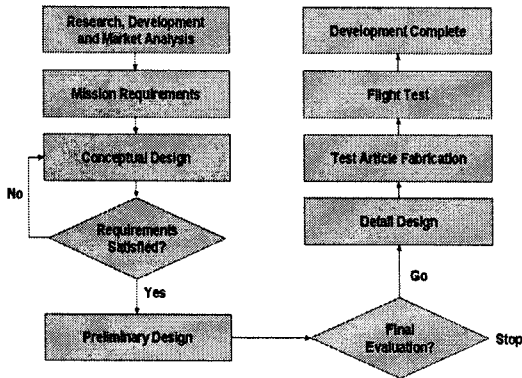 Research, Development
and Market Analysis
Mission Requirements
Conceptual Design
No
Requirements
Satisfied?
Yes
Preliminary Design
Final
Evaluation?
Stop
Go
Detail Design
Test Article Fabrication
Flight Test
Development Complete